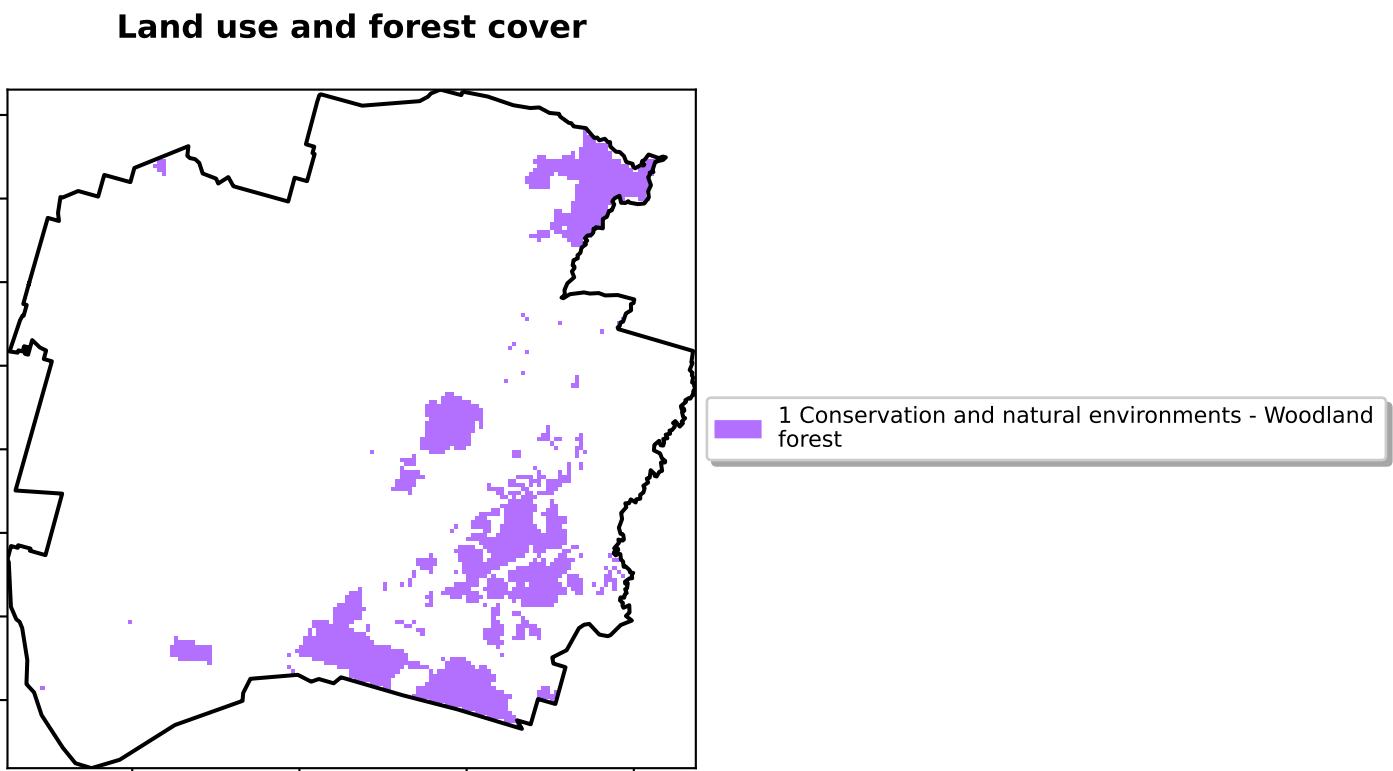 Land use and forest cover
1 Conservation and natural environments - Woodland
forest